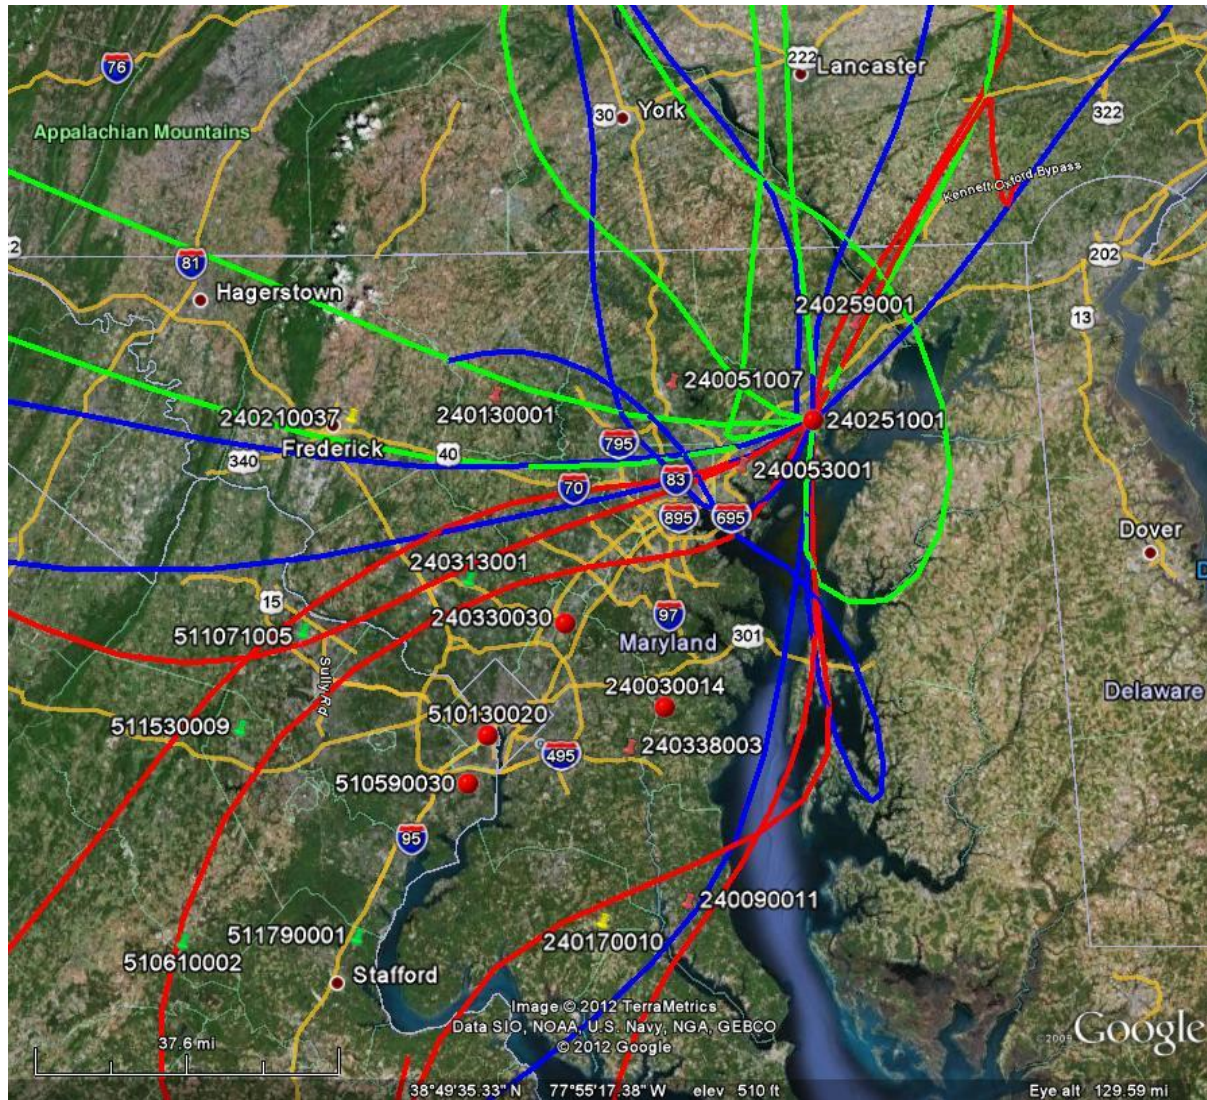 76
222
Lancaster
30
York
322
Appalachian Mountains
Kennett Oxford Bypass
202
81
Hagerstown
240259001
13
240051007
240130001
240210037
240251001
795
Frederick
40
340
240053001
83
70
895
695
Dover
240313001
15
240330030
97
511071005
Maryland
301
Sully Rd
240030014
Delaware
510130020
511530009
240338003
495
510590030
95
240090011
511790001
240170010
510610002
Stafford
Image © 2012 TerraMetrics
Data SIO, NOAA, U.S. Navy, NGA, GEBCO
© 2012 Google
©2009 Google
37.6 mi
38°49'35.33" N 77°55'17.38" W elev 510 ft Eye alt 129.59 mi